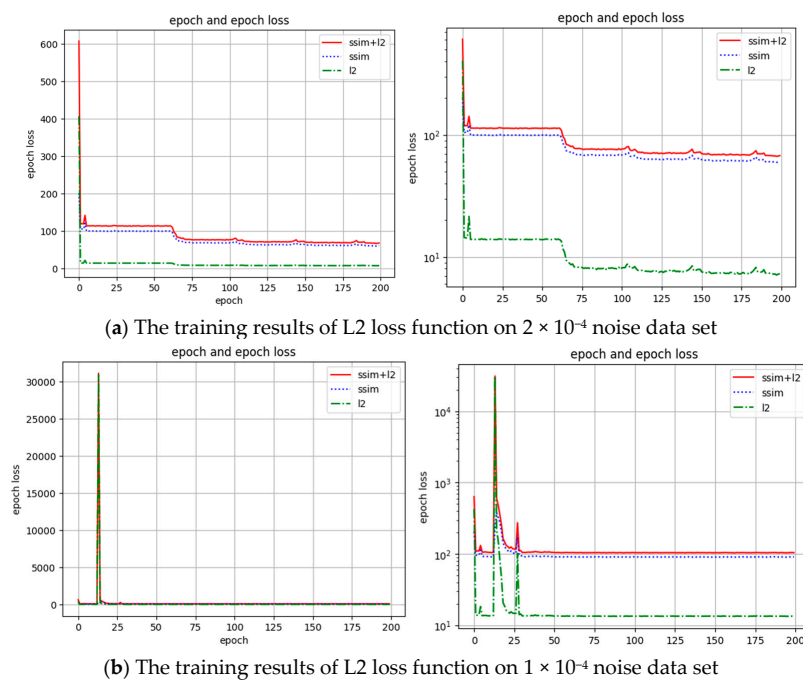 epoch and epoch loss
ssim+l2
ssim
l2
epoch loss
600
500
400
300
200
100
0
0 25 50 75 100 125 150 175 200
epoch
epoch and epoch loss
ssim+l2
ssim
l2
epoch loss
10²
10¹
0 25 50 75 100 125 150 175 200
(a) The training results of L2 loss function on 2 × 10⁻⁴ noise data set
epoch and epoch loss
ssim+l2
ssim
l2
epoch loss
30000
25000
20000
15000
10000
5000
0
0 25 50 75 100 125 150 175 200
epoch
epoch and epoch loss
ssim+l2
ssim
l2
epoch loss
10⁴
10³
10²
10¹
0 25 50 75 100 125 150 175 200
(b) The training results of L2 loss function on 1 × 10⁻⁴ noise data set